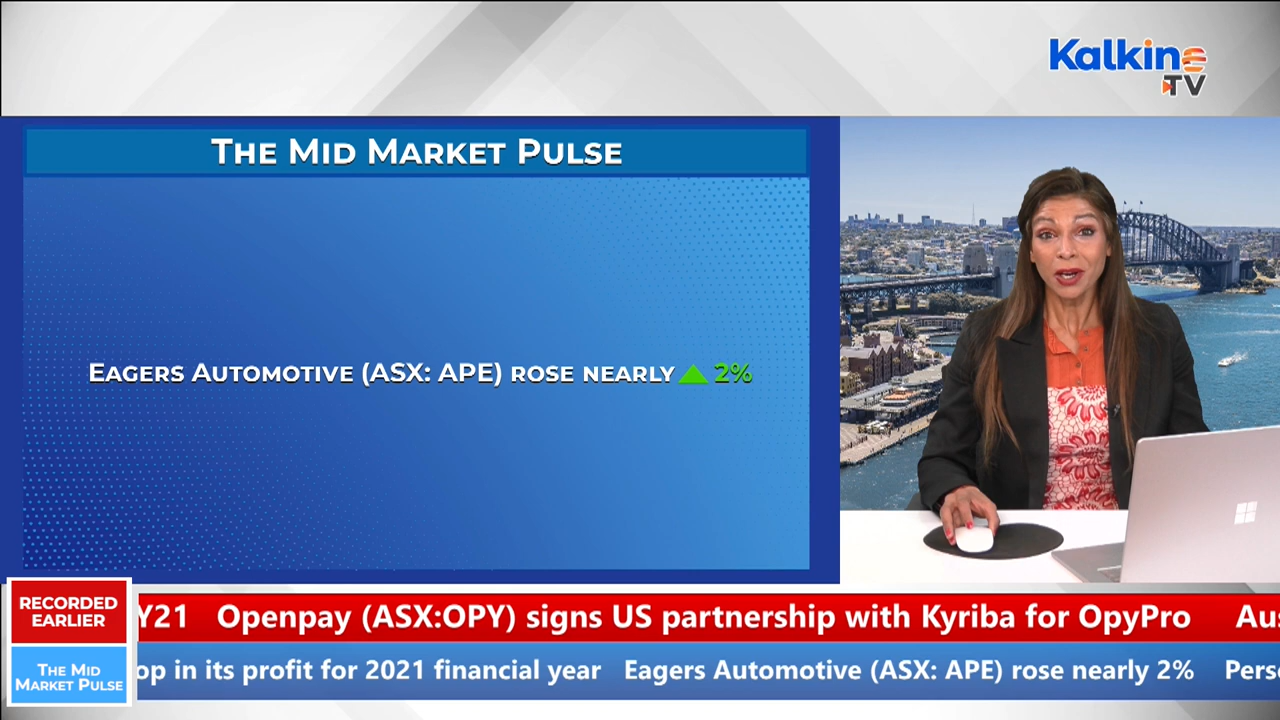 Kalkine
TV
THE MID MARKET PULSE
EAGERS AUTOMOTIVE (ASX: APE) ROSE NEARLY 2%
RECORDED
EARLIER
Y21 Openpay (ASX:OPY) signs US partnership with Kyriba for OpyPro
THE MID
MARKET PULSE
in its profit for 2021 financial year Eagers Automotive (ASX: APE) rose nearly 2%